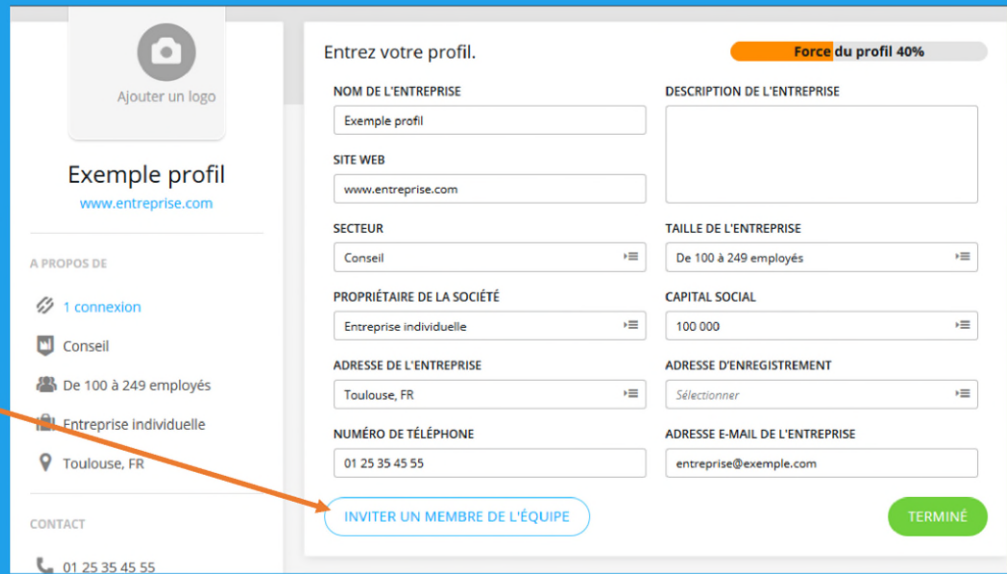 Ajouter un logo
Exemple profil
www.entreprise.com
A PROPOS DE
1 connexion
Conseil
De 100 à 249 employés
Entreprise individuelle
Toulouse, FR
CONTACT
01 25 35 45 55
Entrez votre profil.
Force du profil 40%
NOM DE L'ENTREPRISE
Exemple profil
DESCRIPTION DE L'ENTREPRISE
SITE WEB
www.entreprise.com
SECTEUR
Conseil
TAILLE DE L'ENTREPRISE
De 100 à 249 employés
PROPRIÉTAIRE DE LA SOCIÉTÉ
Entreprise individuelle
CAPITAL SOCIAL
100 000
ADRESSE DE L'ENTREPRISE
Toulouse, FR
ADRESSE D'ENREGISTREMENT
Sélectionner
NUMÉRO DE TÉLÉPHONE
01 25 35 45 55
ADRESSE E-MAIL DE L'ENTREPRISE
entreprise@exemple.com
INVITER UN MEMBRE DE L'ÉQUIPE
TERMINÉ